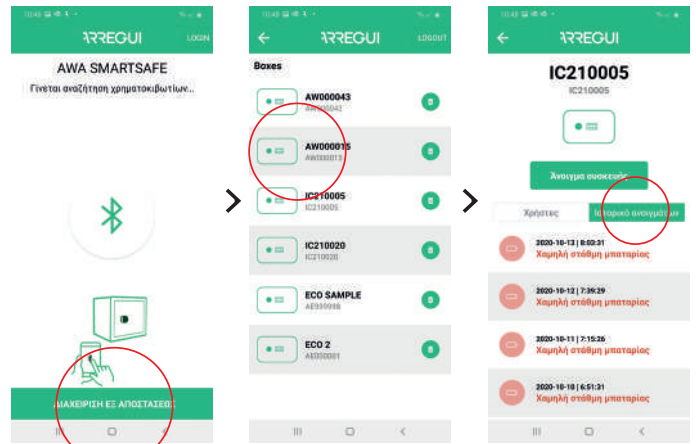 10:48
ARREGUI
LOGIN
AWA SMARTSAFE
Γίνεται αναζήτηση χρηματοκιβωτίων...
ΔΙΑΧΕΙΡΙΣΗ ΕΞ ΑΠΟΣΤΑΣΕΩΣ
ARREGUI
LOGOUT
Boxes
AW000043
AW000043
AW000015
AW000015
IC210005
IC210005
IC210020
IC210020
ECO SAMPLE
ECO 2
ARREGUI
IC210005
IC210005
Άνοιγμα συσκευής
Χρήστες
Ιστορικό ανοιγμάτων
2020-10-13 | 8:03:31
Χαμηλή στάθμη μπαταρίας
2020-10-12 | 7:39:29
Χαμηλή στάθμη μπαταρίας
2020-10-11 | 7:15:26
Χαμηλή στάθμη μπαταρίας
2020-10-10 | 6:51:31
Χαμηλή στάθμη μπαταρίας